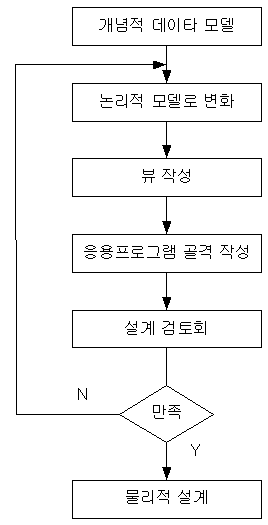 개념적 데이타 모델
논리적 모델로 변화
뷰 작성
응용프로그램 골격 작성
설계 검토회
N
만족
Y
물리적 설계